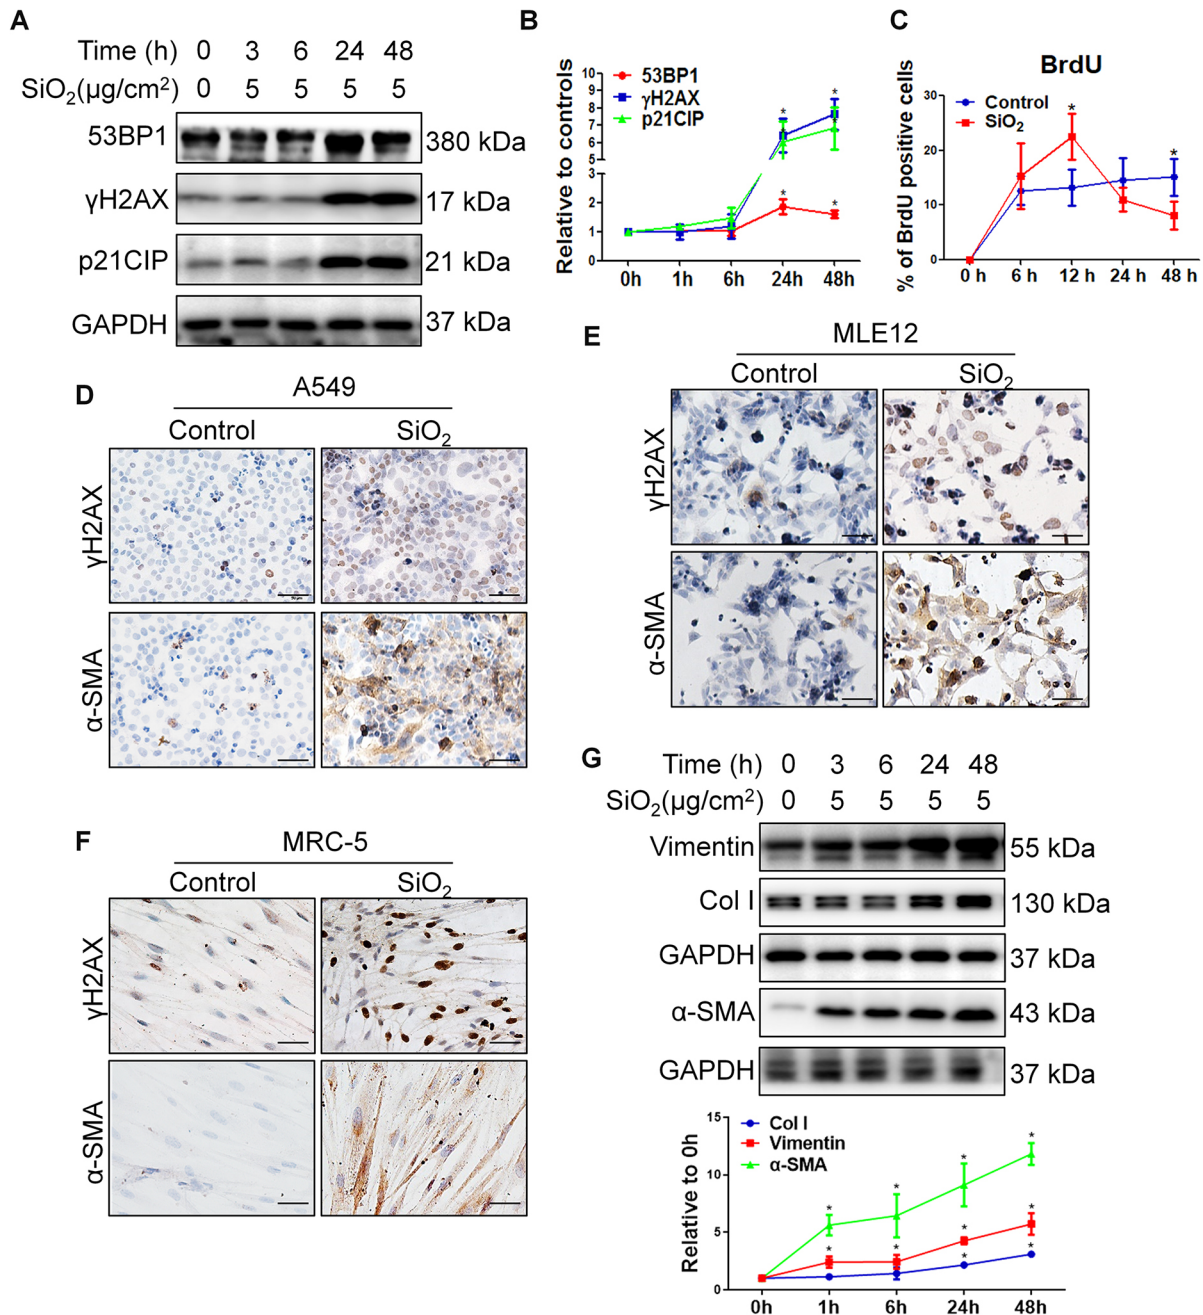 A
Time (h) 0 3 6 24 48
SiO₂(μg/cm²) 0 5 5 5 5
53BP1 380 kDa
γH2AX 17 kDa
p21CIP 21 kDa
GAPDH 37 kDa
B
53BP1
γH2AX
p21CIP
Relative to controls
10
9
8
7
6
5
3
2
1
0
* *
* *
0h 1h 6h 24h 48h
C
BrdU
Control
SiO₂
% of BrdU positive cells
30
20
10
0
* *
0 h 6 h 12 h 24 h 48 h
D
A549
Control SiO₂
γH2AX
α-SMA
E
MLE12
Control SiO₂
γH2AX
α-SMA
F
MRC-5
Control SiO₂
γH2AX
α-SMA
G
Time (h) 0 3 6 24 48
SiO₂(μg/cm²) 0 5 5 5 5
Vimentin 55 kDa
Col I 130 kDa
GAPDH 37 kDa
α-SMA 43 kDa
GAPDH 37 kDa
Col I
Vimentin
α-SMA
Relative to 0h
15
10
5
0
* * * *
* * * *
* *
0h 1h 6h 24h 48h